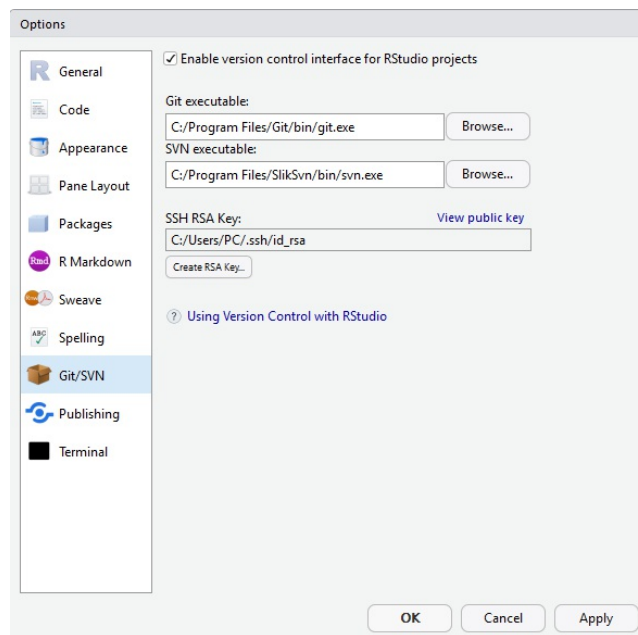 Options
General
Code
Appearance
Pane Layout
Packages
Rmd
R Markdown
Sweave
ABC
Spelling
Git/SVN
Publishing
Terminal
Enable version control interface for RStudio projects
Git executable:
C:/Program Files/Git/bin/git.exe
Browse...
SVN executable:
C:/Program Files/SlikSvn/bin/svn.exe
Browse...
SSH RSA Key:
View public key
C:/Users/PC/.ssh/id_rsa
Create RSA Key...
? Using Version Control with RStudio
OK
Cancel
Apply